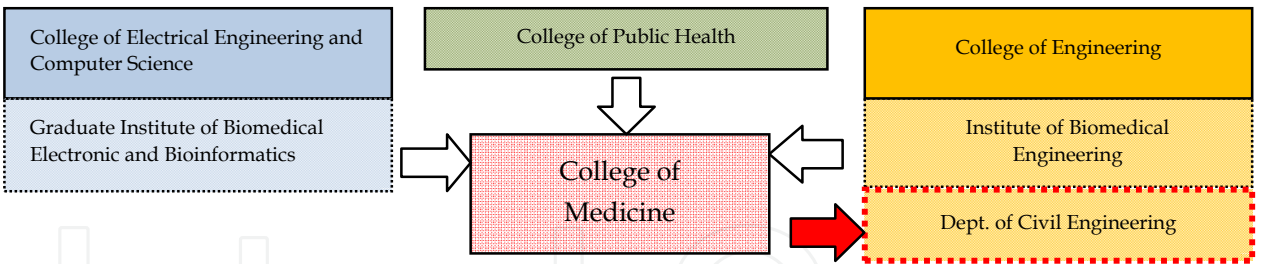 College of Electrical Engineering and
Computer Science
Graduate Institute of Biomedical
Electronic and Bioinformatics
College of Public Health
College of
Medicine
College of Engineering
Institute of Biomedical
Engineering
Dept. of Civil Engineering